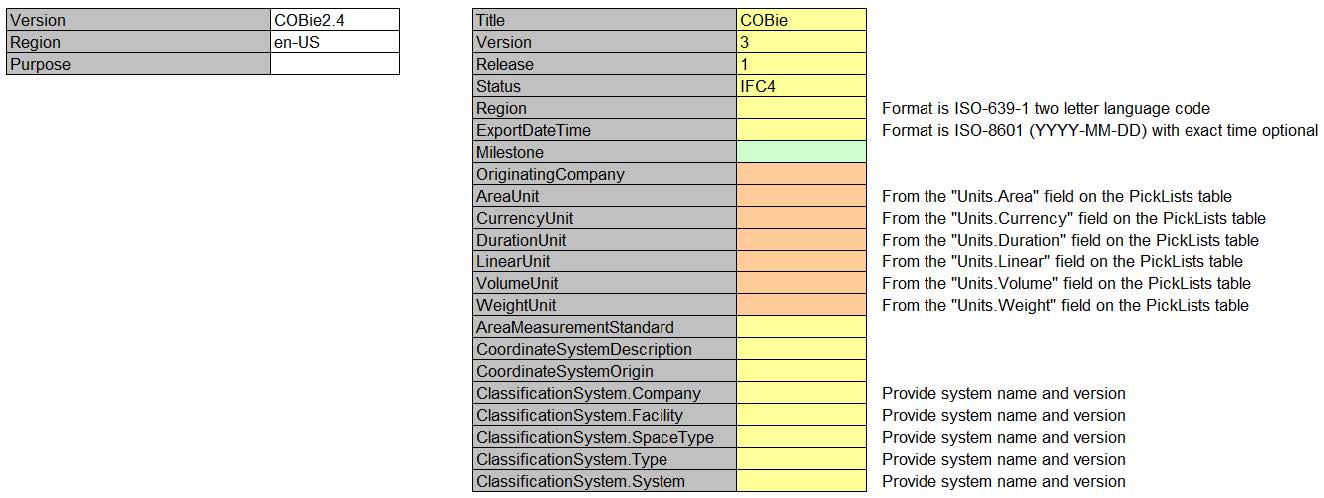 Version COBie2.4
Region en-US
Purpose
Title COBie
Version 3
Release 1
Status IFC4
Region Format is ISO-639-1 two letter language code
ExportDateTime Format is ISO-8601 (YYYY-MM-DD) with exact time optional
Milestone
OriginatingCompany
AreaUnit From the "Units.Area" field on the PickLists table
CurrencyUnit From the "Units.Currency" field on the PickLists table
DurationUnit From the "Units.Duration" field on the PickLists table
LinearUnit From the "Units.Linear" field on the PickLists table
VolumeUnit From the "Units.Volume" field on the PickLists table
WeightUnit From the "Units.Weight" field on the PickLists table
AreaMeasurementStandard
CoordinateSystemDescription
CoordinateSystemOrigin
ClassificationSystem.Company Provide system name and version
ClassificationSystem.Facility Provide system name and version
ClassificationSystem.SpaceType Provide system name and version
ClassificationSystem.Type Provide system name and version
ClassificationSystem.System Provide system name and version